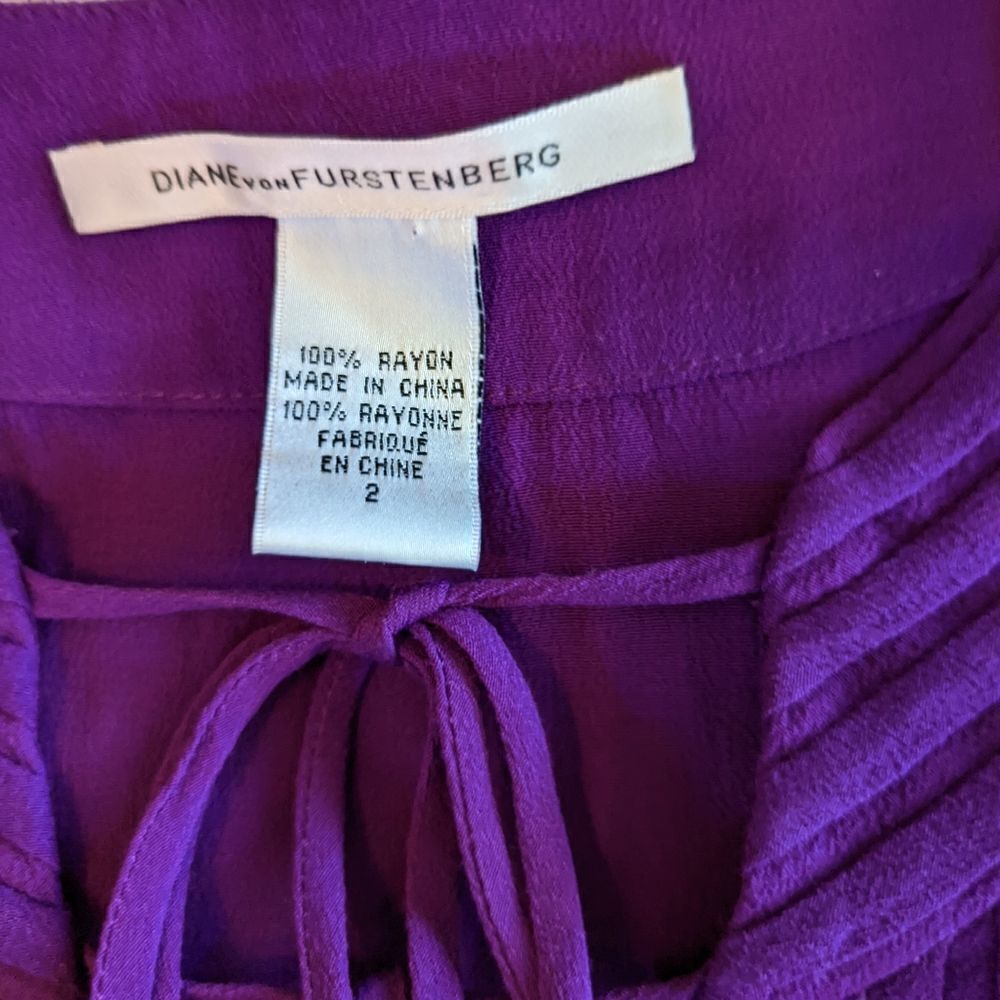 DIANE VON FURSTENBERG
100% RAYON
MADE IN CHINA
100% RAYONNE
FABRIQUÉ
EN CHINE
2